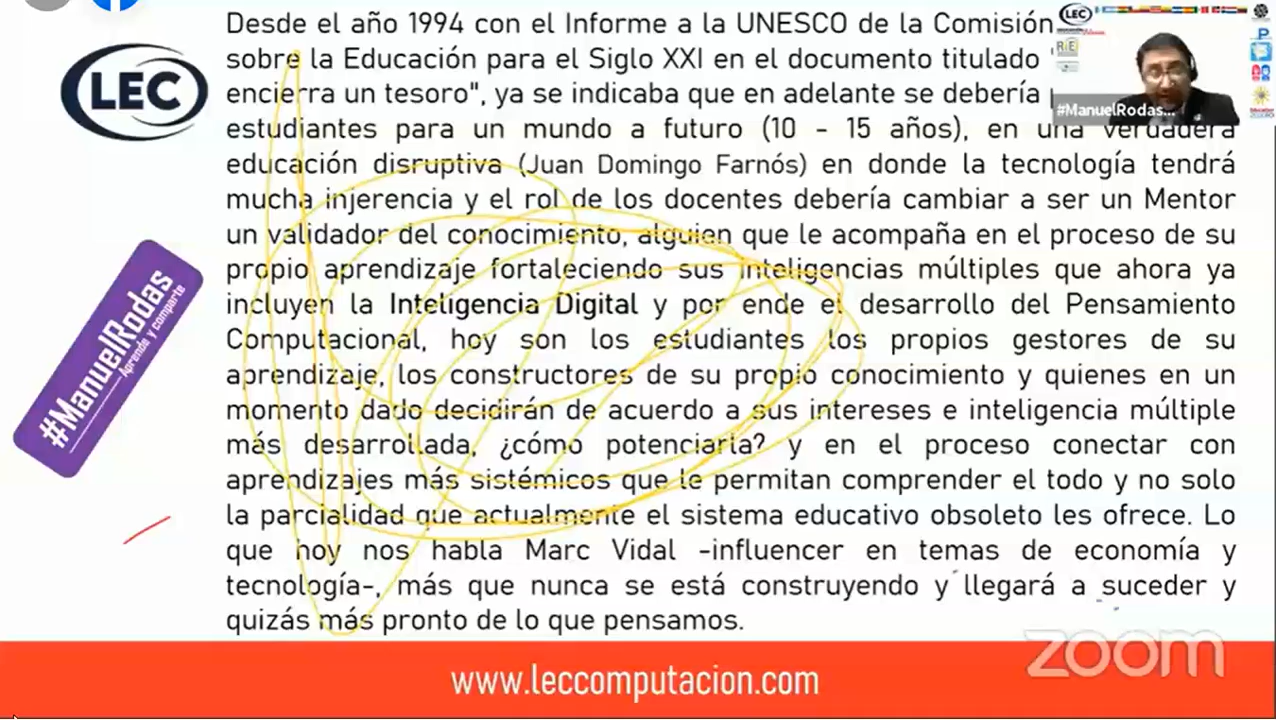 Desde el año 1994 con el Informe a la UNESCO de la Comisión
sobre la Educación para el Siglo XXI en el documento titulado
encierra un tesoro", ya se indicaba que en adelante se debería
estudiantes para un mundo a futuro (10 - 15 años), en una verdadera
educación disruptiva (Juan Domingo Farnós) en donde la tecnología tendrá
mucha injerencia y el rol de los docentes debería cambiar a ser un Mentor
un validador del conocimiento, alguien que le acompaña en el proceso de su
propio aprendizaje fortaleciendo sus inteligencias múltiples que ahora ya
incluyen la Inteligencia Digital y por ende el desarrollo del Pensamiento
Computacional, hoy son los estudiantes los propios gestores de su
aprendizaje, los constructores de su propio conocimiento y quienes en un
momento dado decidirán de acuerdo a sus intereses e inteligencia múltiple
más desarrollada, ¿cómo potenciarla? y en el proceso conectar con
aprendizajes más sistémicos que le permitan comprender el todo y no solo
la parcialidad que actualmente el sistema educativo obsoleto les ofrece. Lo
que hoy nos habla Marc Vidal -influencer en temas de economía y
tecnología-, más que nunca se está construyendo y llegará a suceder y
quizás más pronto de lo que pensamos.
LEC
#ManuelRodas
Aprende y comparte
LEC
#ManuelRodas...
www.leccomputacion.com
zoom